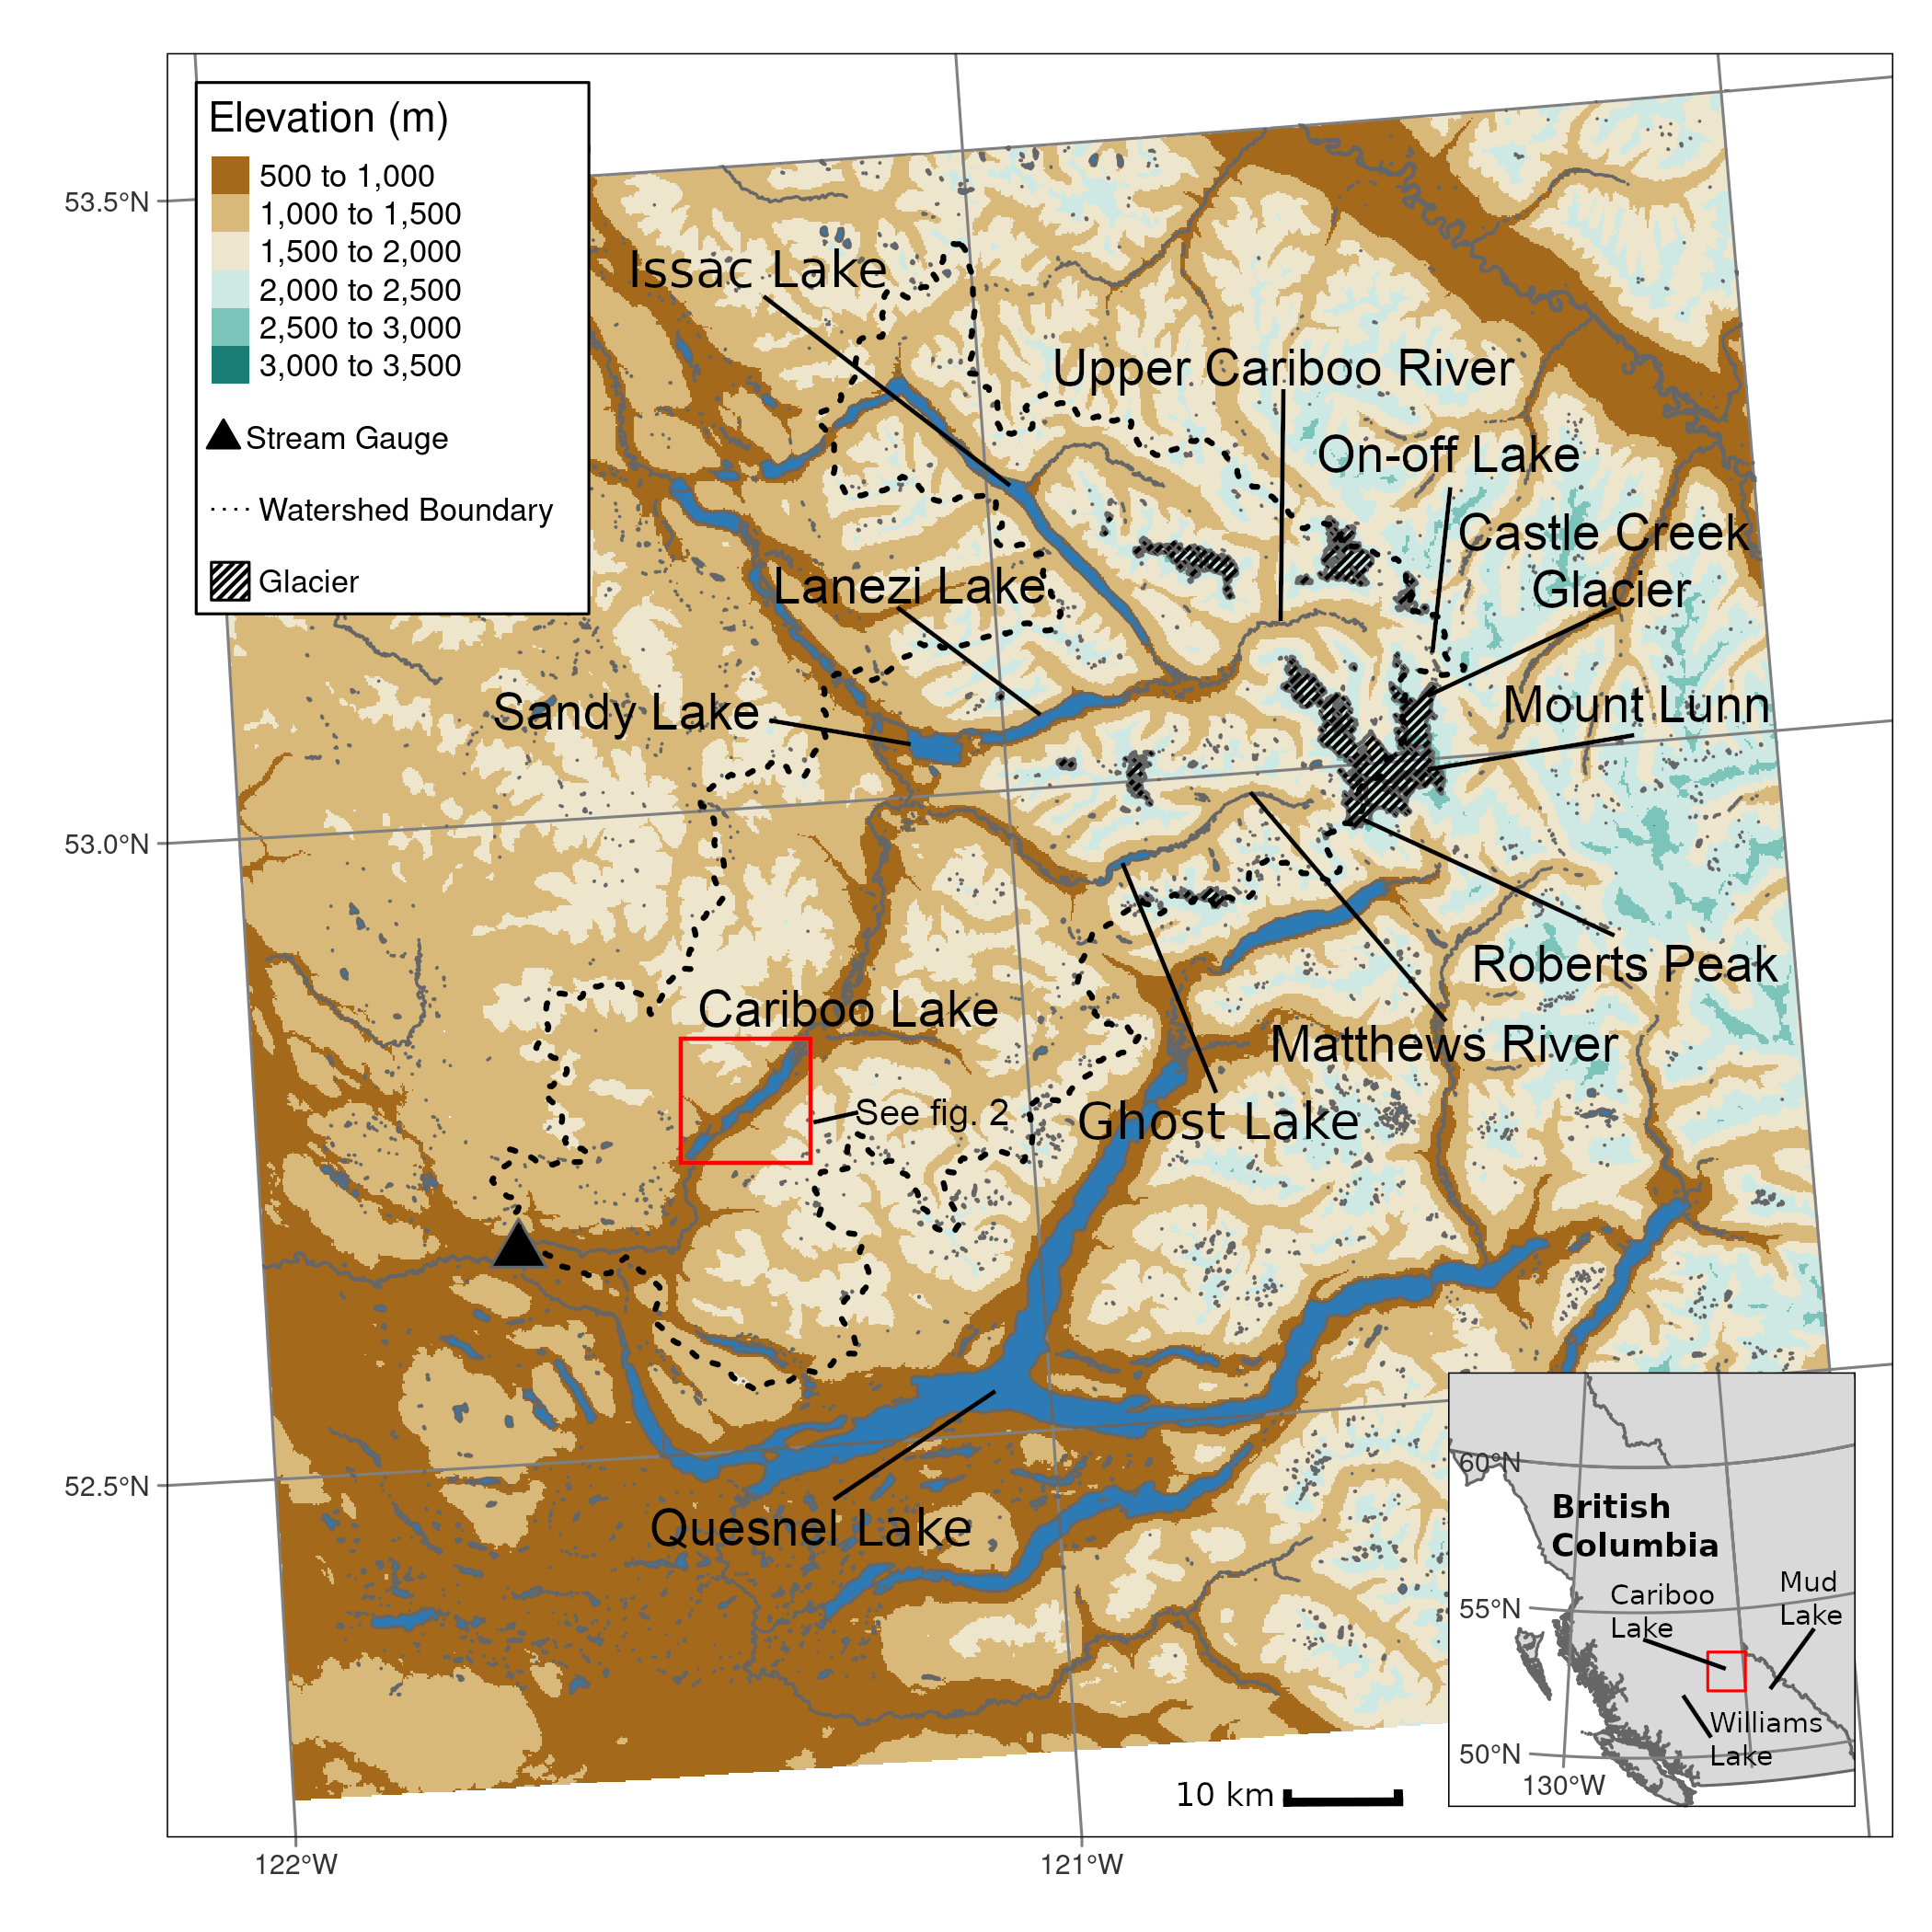 Elevation (m)
500 to 1,000
1,000 to 1,500
1,500 to 2,000
2,000 to 2,500
2,500 to 3,000
3,000 to 3,500
Stream Gauge
Watershed Boundary
Glacier
53.5°N
53.0°N
52.5°N
122°W
121°W
Issac Lake
Upper Cariboo River
On-off Lake
Castle Creek
Glacier
Lanezi Lake
Sandy Lake
Mount Lunn
Roberts Peak
Cariboo Lake
Matthews River
See fig. 2
Ghost Lake
Quesnel Lake
10 km
60°N
British
Columbia
Cariboo
Lake
Mud
Lake
55°N
Williams
Lake
50°N
130°W